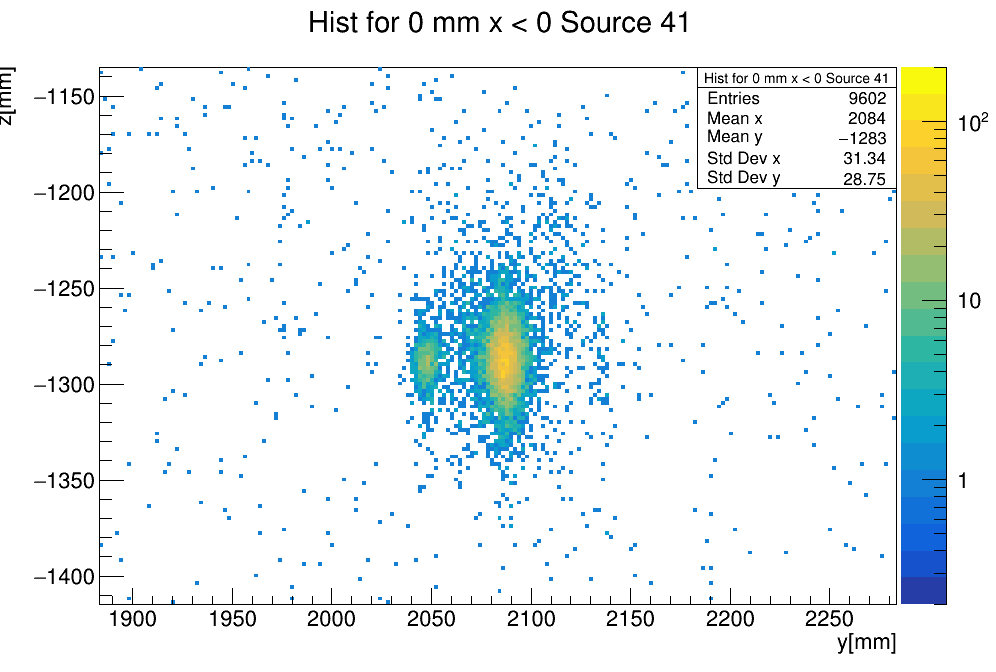 Hist for 0 mm x < 0 Source 41
z[mm]
−1150
−1200
−1250
−1300
−1350
−1400
Hist for 0 mm x < 0 Source 41
Entries 9602
Mean x 2084
Mean y −1283
Std Dev x 31.34
Std Dev y 28.75
10²
10
1
1900 1950 2000 2050 2100 2150 2200 2250
y[mm]